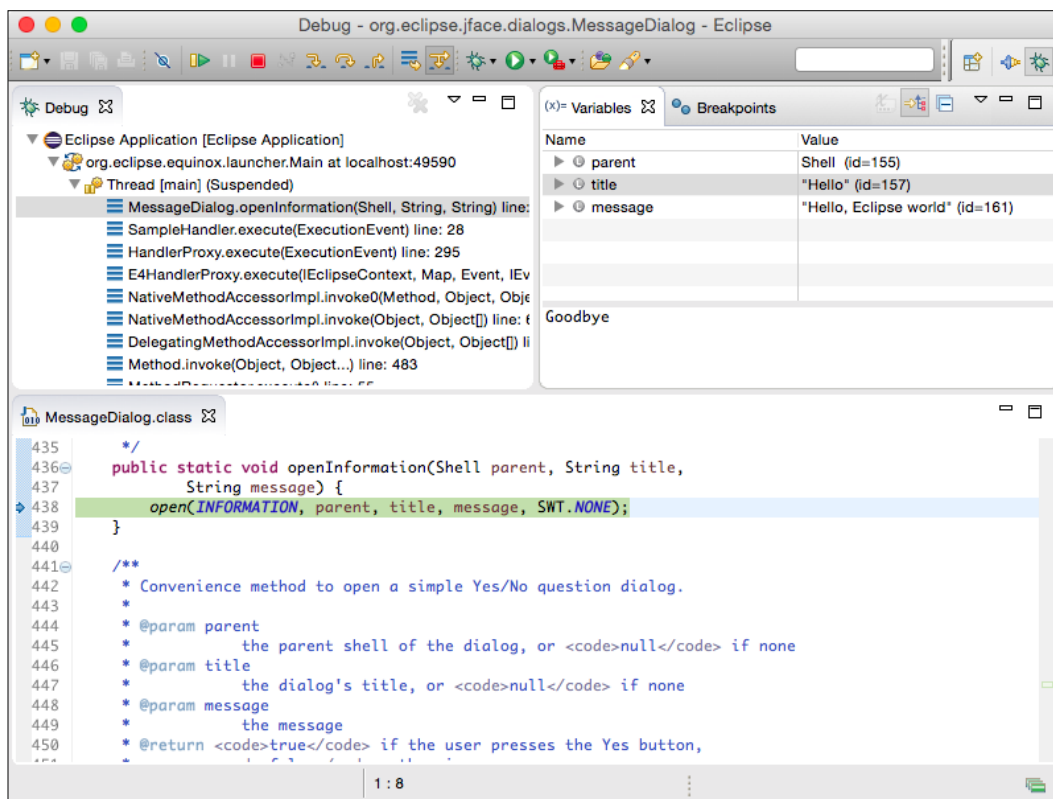 Debug - org.eclipse.jface.dialogs.MessageDialog - Eclipse
Debug
Eclipse Application [Eclipse Application]
org.eclipse.equinox.launcher.Main at localhost:49590
Thread [main] (Suspended)
MessageDialog.openInformation(Shell, String, String) line:
SampleHandler.execute(ExecutionEvent) line: 28
HandlerProxy.execute(ExecutionEvent) line: 295
E4HandlerProxy.execute(IEclipseContext, Map, Event, IEv
NativeMethodAccessorImpl.invoke0(Method, Object, Obje
NativeMethodAccessorImpl.invoke(Object, Object[]) line:
DelegatingMethodAccessorImpl.invoke(Object, Object[]) li
Method.invoke(Object, Object...) line: 483
(x)= Variables Breakpoints
Name Value
parent Shell (id=155)
title "Hello" (id=157)
message "Hello, Eclipse world" (id=161)
Goodbye
MessageDialog.class
435 */
436 public static void openInformation(Shell parent, String title,
437 String message) {
438 open(INFORMATION, parent, title, message, SWT.NONE);
439 }
440
441 /**
442 * Convenience method to open a simple Yes/No question dialog.
443 *
444 * @param parent
445 * the parent shell of the dialog, or <code>null</code> if none
446 * @param title
447 * the dialog's title, or <code>null</code> if none
448 * @param message
449 * the message
450 * @return <code>true</code> if the user presses the Yes button,
1 : 8